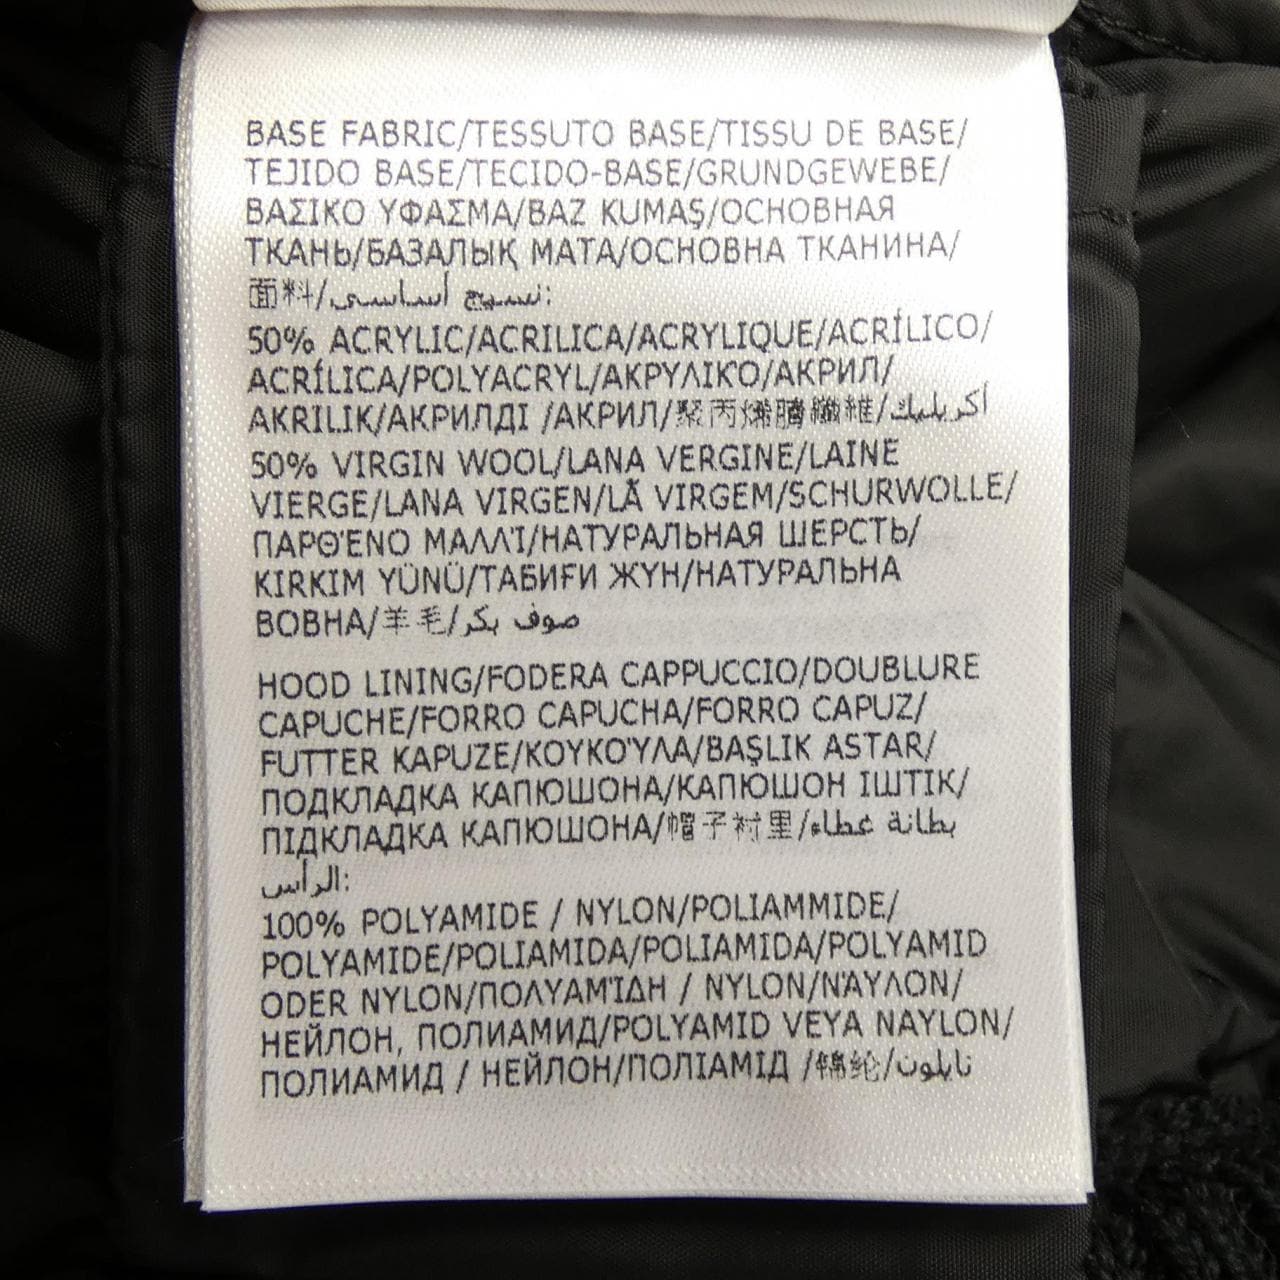 BASE FABRIC/TESSUTO BASE/TISSU DE BASE/
TEJIDO BASE/TECIDO-BASE/GRUNDGEWEBE/
ΒΑΣΙΚΟ ΥΦΑΣΜΑ/BAZ KUMAŞ/ОСНОВНАЯ
ТКАНЬ/БАЗАЛЫҚ МАТА/ОСНОВНА ТКАНИНА/
面料/نسيج أساسى:
50% ACRYLIC/ACRILICA/ACRYLIQUE/ACRÍLICO/
ACRÍLICA/POLYACRYL/ΑΚΡΥΛΙΚΌ/АКРИЛ/
AKRILIK/АКРИЛДІ /АКРИЛ/聚丙烯腈纖維/أكريليك
50% VIRGIN WOOL/LANA VERGINE/LAINE
VIERGE/LANA VIRGEN/LÃ VIRGEM/SCHURWOLLE/
ΠΑΡΘΈΝΟ ΜΑΛΛΊ/НАТУРАЛЬНАЯ ШЕРСТЬ/
KIRKIM YÜNÜ/ТАБИҒИ ЖҮН/НАТУРАЛЬНА
ВОВНА/羊毛/صوف بكر
HOOD LINING/FODERA CAPPUCCIO/DOUBLURE
CAPUCHE/FORRO CAPUCHA/FORRO CAPUZ/
FUTTER KAPUZE/ΚΟΥΚΟΎΛΑ/BAŞLIK ASTAR/
ПОДКЛАДКА КАПЮШОНА/КАПЮШОН ІШТІК/
ПІДКЛАДКА КАПЮШОНА/帽子衬里/بطانة غطاء
الرأس:
100% POLYAMIDE / NYLON/POLIAMMIDE/
POLYAMIDE/POLIAMIDA/POLIAMIDA/POLYAMID
ODER NYLON/ΠΟΛΥΑΜΊΔΗ / NYLON/ΝΆΥΛΟΝ/
НЕЙЛОН, ПОЛИАМИД/POLYAMID VEYA NAYLON/
ПОЛИАМИД / НЕЙЛОН/ПОЛІАМІД /锦纶/نايلون